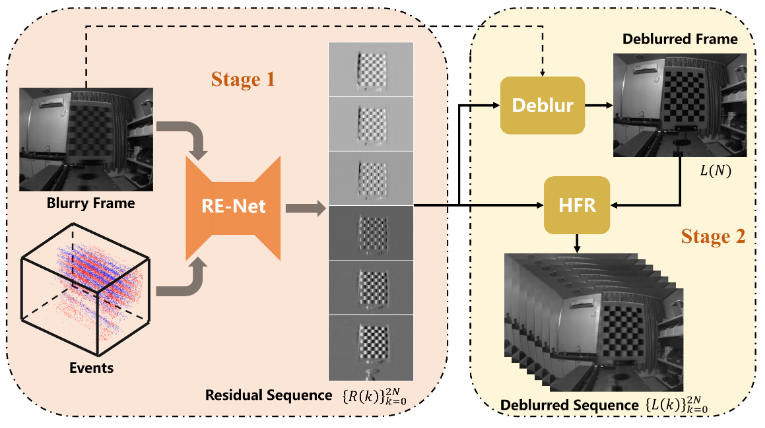 Stage 1
Blurry Frame
RE-Net
Events
Residual Sequence {R(k)}_{k=0}^{2N}
Deblurred Frame
Deblur
L(N)
HFR
Stage 2
Deblurred Sequence {L(k)}_{k=0}^{2N}